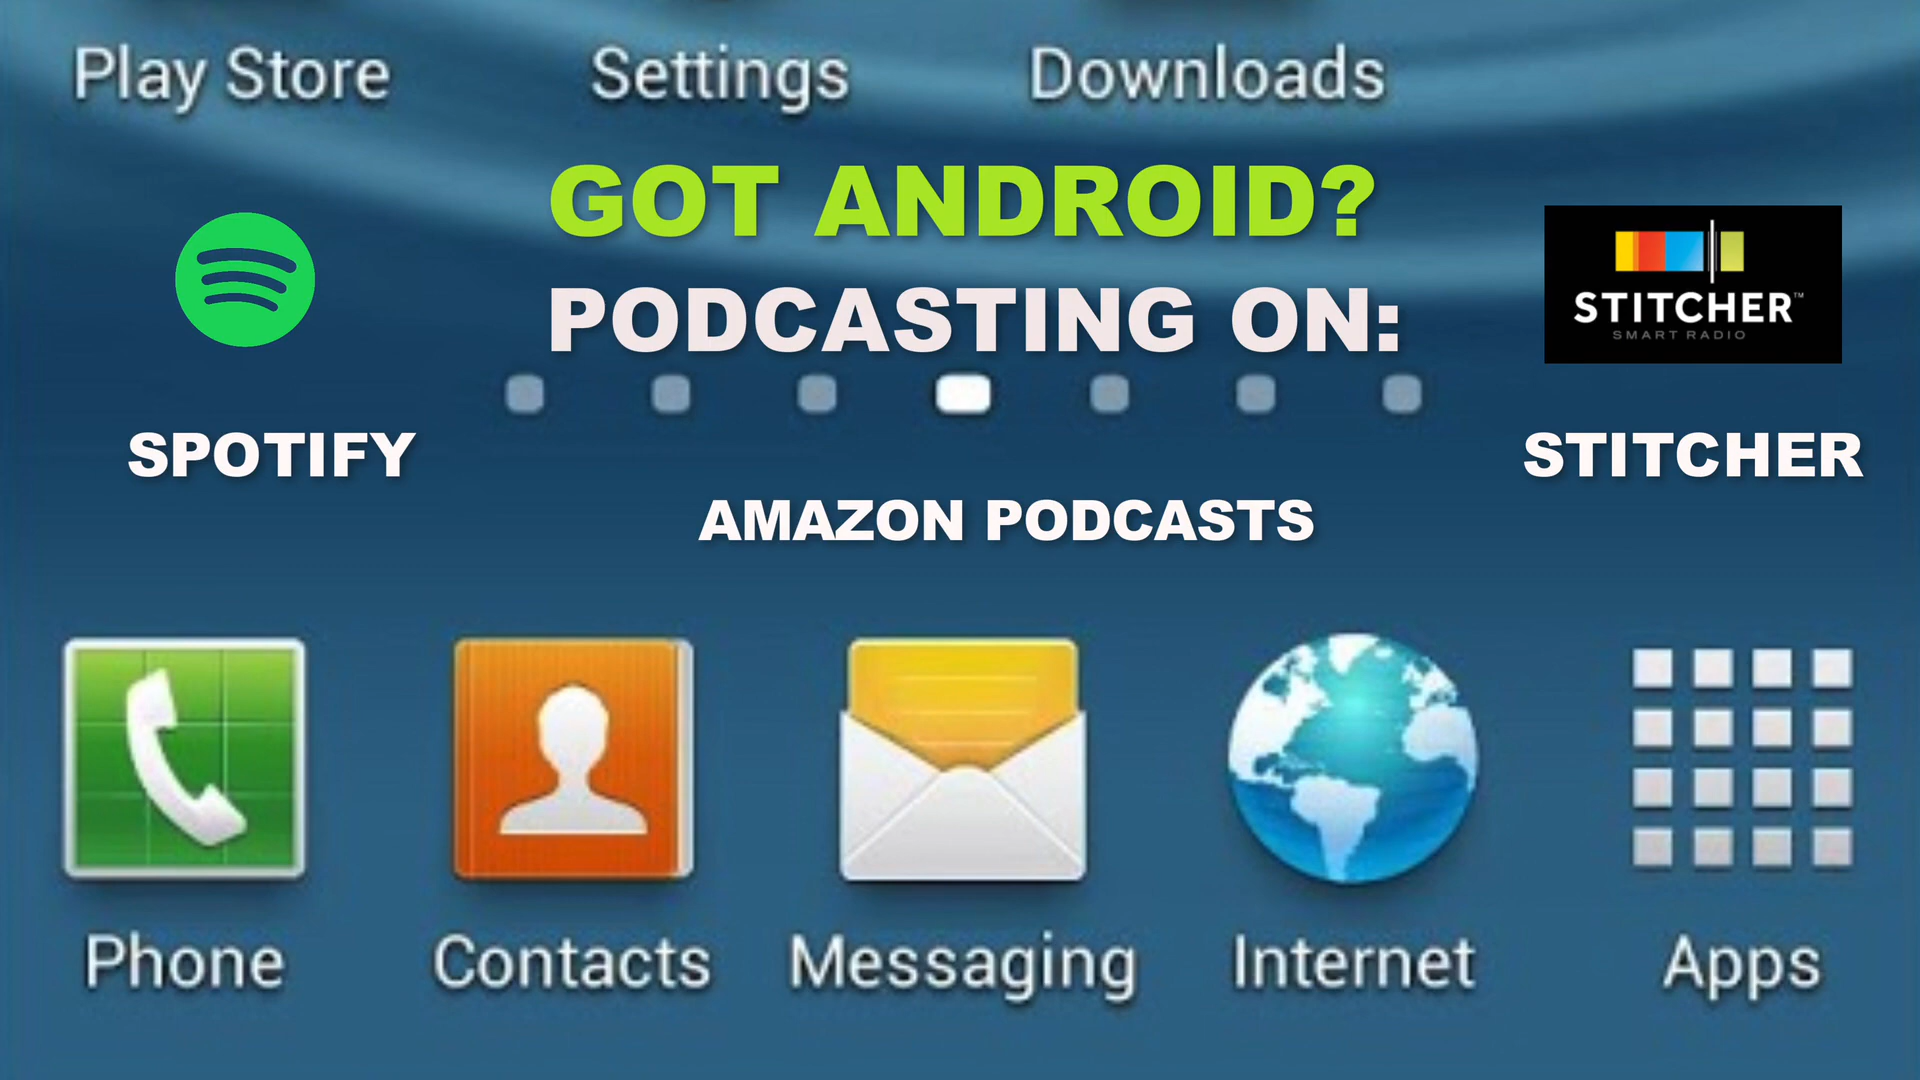 Play Store Settings Downloads
GOT ANDROID?
PODCASTING ON:
STITCHER™
SMART RADIO
SPOTIFY
STITCHER
AMAZON PODCASTS
Phone Contacts Messaging Internet Apps